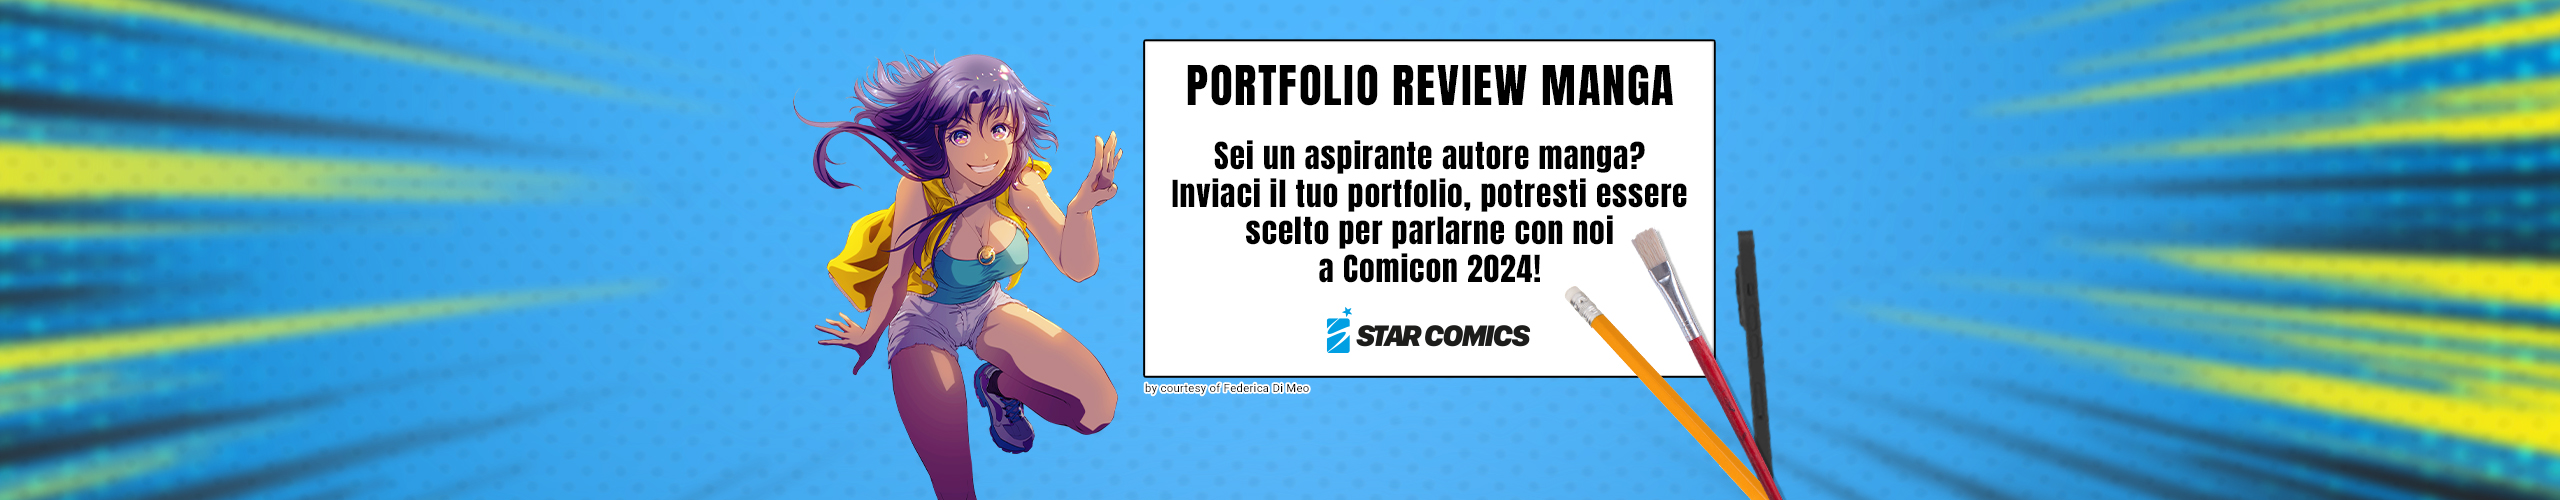 PORTFOLIO REVIEW MANGA
Sei un aspirante autore manga?
Inviaci il tuo portfolio, potresti essere
scelto per parlarne con noi
a Comicon 2024!
STAR COMICS
by courtesy of Federica Di Meo